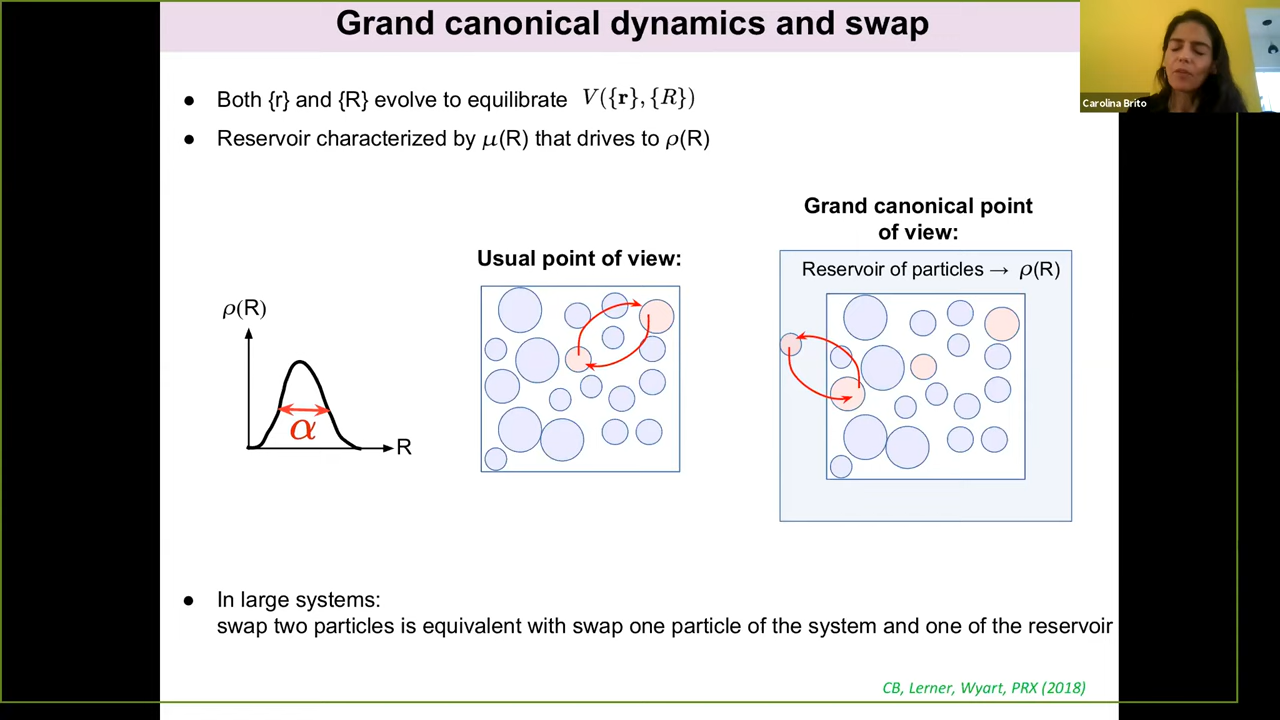 Grand canonical dynamics and swap
Carolina Brito
● Both {r} and {R} evolve to equilibrate V({r}, {R})
● Reservoir characterized by μ(R) that drives to ρ(R)
Grand canonical point
of view:
Usual point of view:
Reservoir of particles → ρ(R)
ρ(R)
α
R
● In large systems:
swap two particles is equivalent with swap one particle of the system and one of the reservoir
CB, Lerner, Wyart, PRX (2018)